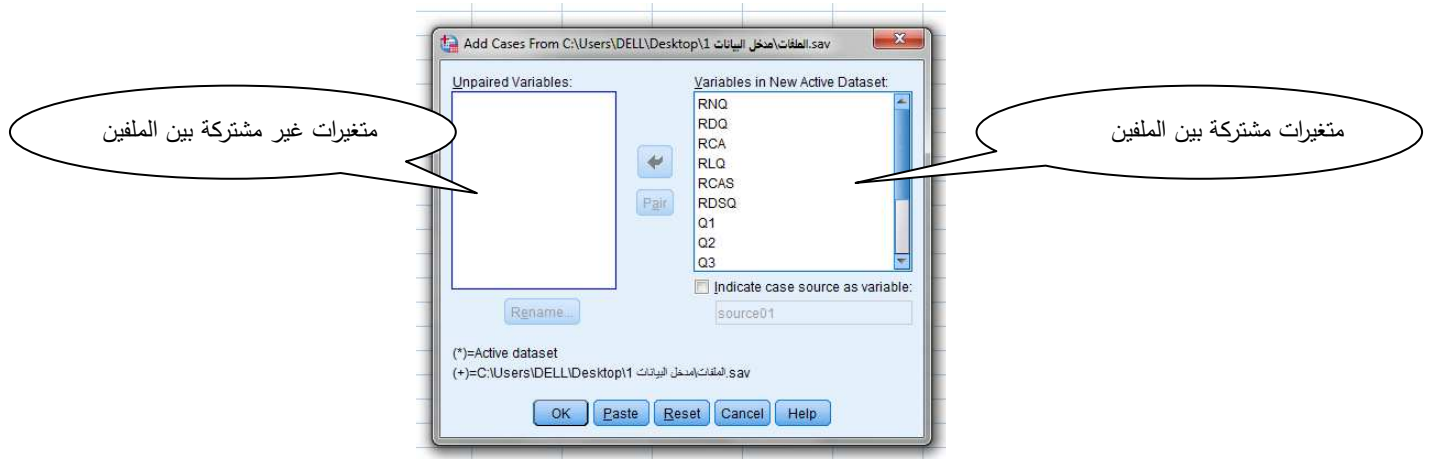 Add Cases From C:\Users\DELL\Desktop\الملفات\مدخل البيانات 1.sav
Unpaired Variables:
Variables in New Active Dataset:
متغيرات غير مشتركة بين الملفين
متغيرات مشتركة بين الملفين
RNQ
RDQ
RCA
RLQ
RCAS
RDSQ
Q1
Q2
Q3
Pair
Indicate case source as variable:
Rename...
source01
(*)=Active dataset
(+)=C:\Users\DELL\Desktop\الملفات\مدخل البيانات 1.sav
OK Paste Reset Cancel Help